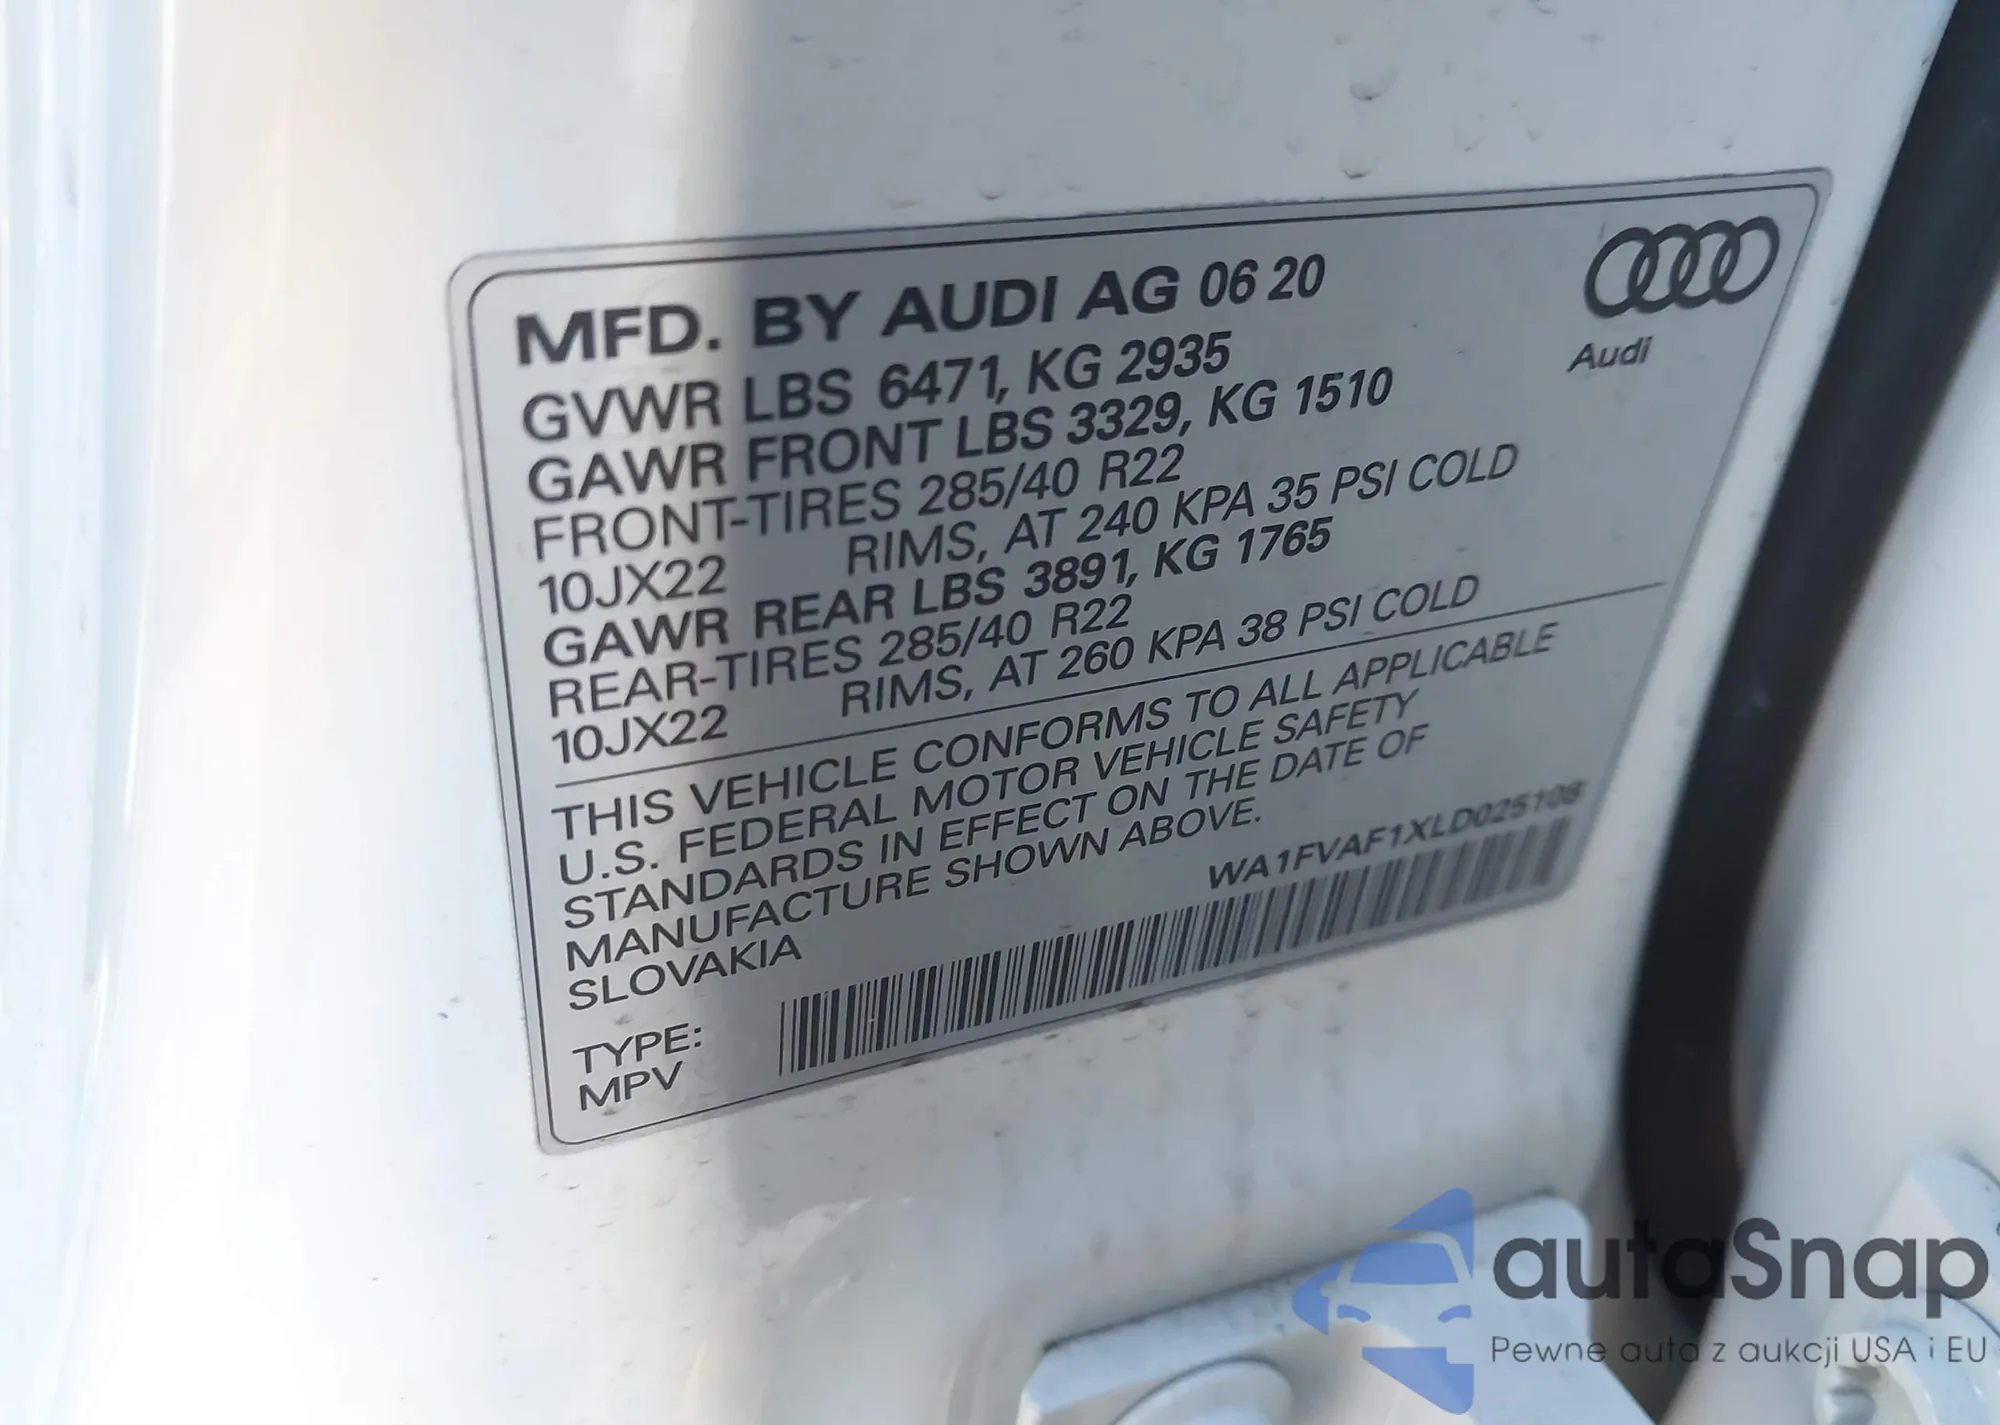 MFD. BY AUDI AG 06 20
Audi
GVWR LBS 6471, KG 2935
GAWR FRONT LBS 3329, KG 1510
FRONT-TIRES 285/40 R22
10JX22 RIMS, AT 240 KPA 35 PSI COLD
GAWR REAR LBS 3891, KG 1765
REAR-TIRES 285/40 R22
10JX22 RIMS, AT 260 KPA 38 PSI COLD
THIS VEHICLE CONFORMS TO ALL APPLICABLE
U.S. FEDERAL MOTOR VEHICLE SAFETY
STANDARDS IN EFFECT ON THE DATE OF
MANUFACTURE SHOWN ABOVE.
SLOVAKIA
WA1FVAF1XLD025108
TYPE:
MPV
autaSnap
Pewne auta z aukcji USA i EU